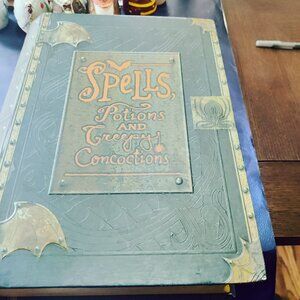 Spells,
Potions
AND
Creepy
Concoctions